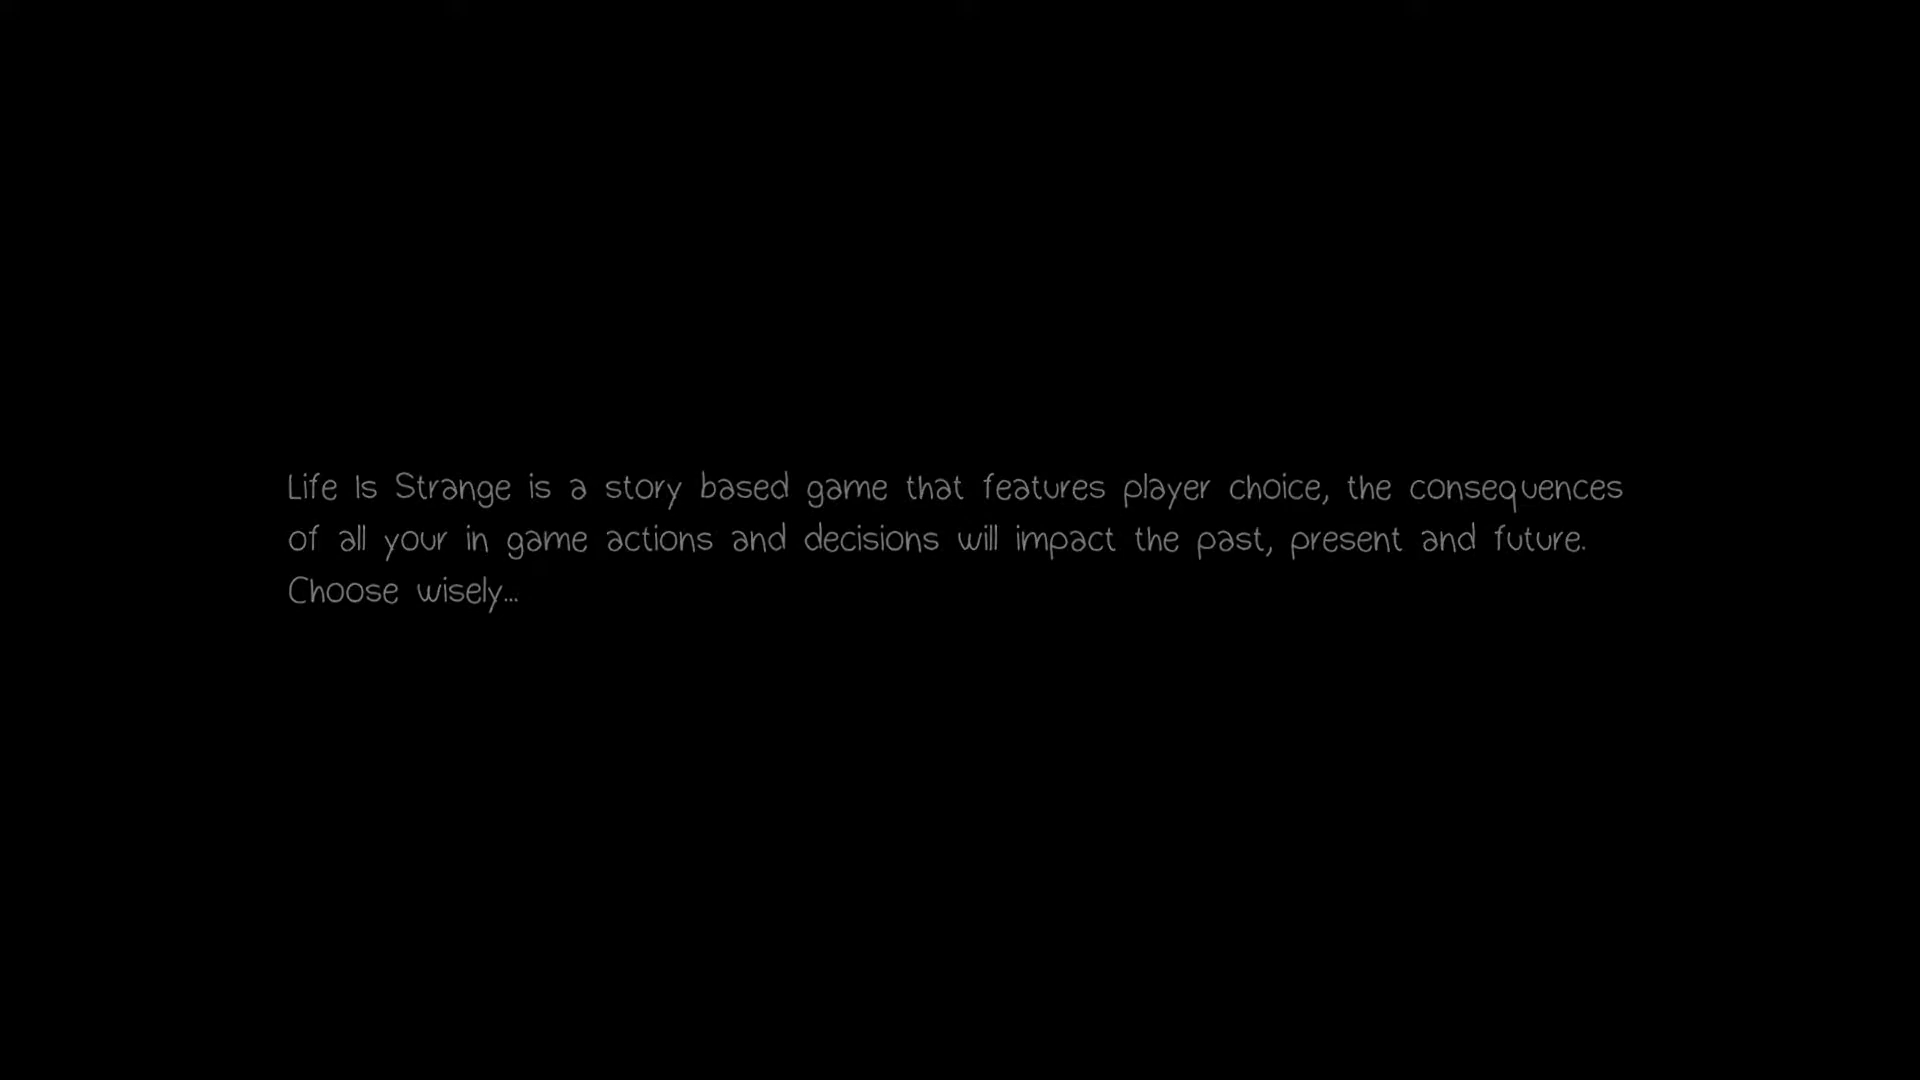 Life Is Strange is a story based game that features player choice, the consequences
of all your in game actions and decisions will impact the past, present and future.
Choose wisely...